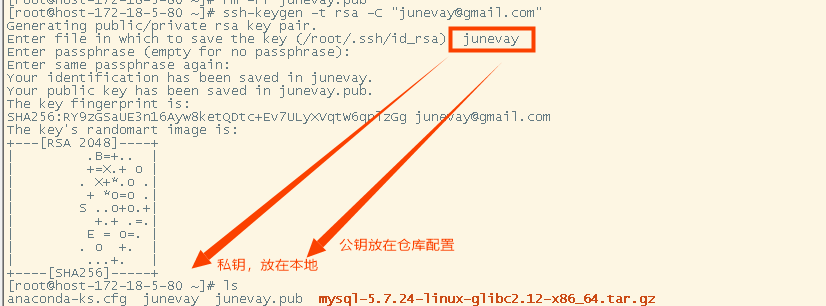 [root@host-172-18-5-80 ~]# rm -rf junevay.pub
[root@host-172-18-5-80 ~]# ssh-keygen -t rsa -C "junevay@gmail.com"
Generating public/private rsa key pair.
Enter file in which to save the key (/root/.ssh/id_rsa) junevay
Enter passphrase (empty for no passphrase):
Enter same passphrase again:
Your identification has been saved in junevay.
Your public key has been saved in junevay.pub.
The key fingerprint is:
SHA256:RY9zGSaUE3n16Ayw8ketQDtc+Ev7ULyXVqtW6qpTzGg junevay@gmail.com
The key's randomart image is:
+---[RSA 2048]----+
|          .B=+..   |
|          +=X.+ o |
|         . X+*.o .|
|          + *o=o .|
|         S ..o+o.+|
|           +.+ .=.|
|          E = o=. |
|         . o  +.  |
|          ...+.   |
+----[SHA256]-----+
公钥放在仓库配置
私钥，放在本地
[root@host-172-18-5-80 ~]# ls
anaconda-ks.cfg  junevay  junevay.pub  mysql-5.7.24-linux-glibc2.12-x86_64.tar.gz